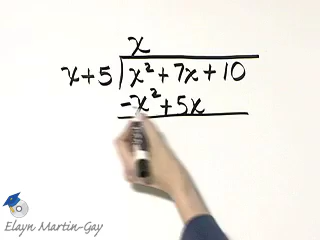 x
x+5 x² + 7x + 10
-x² + 5x
Elayn Martin-Gay